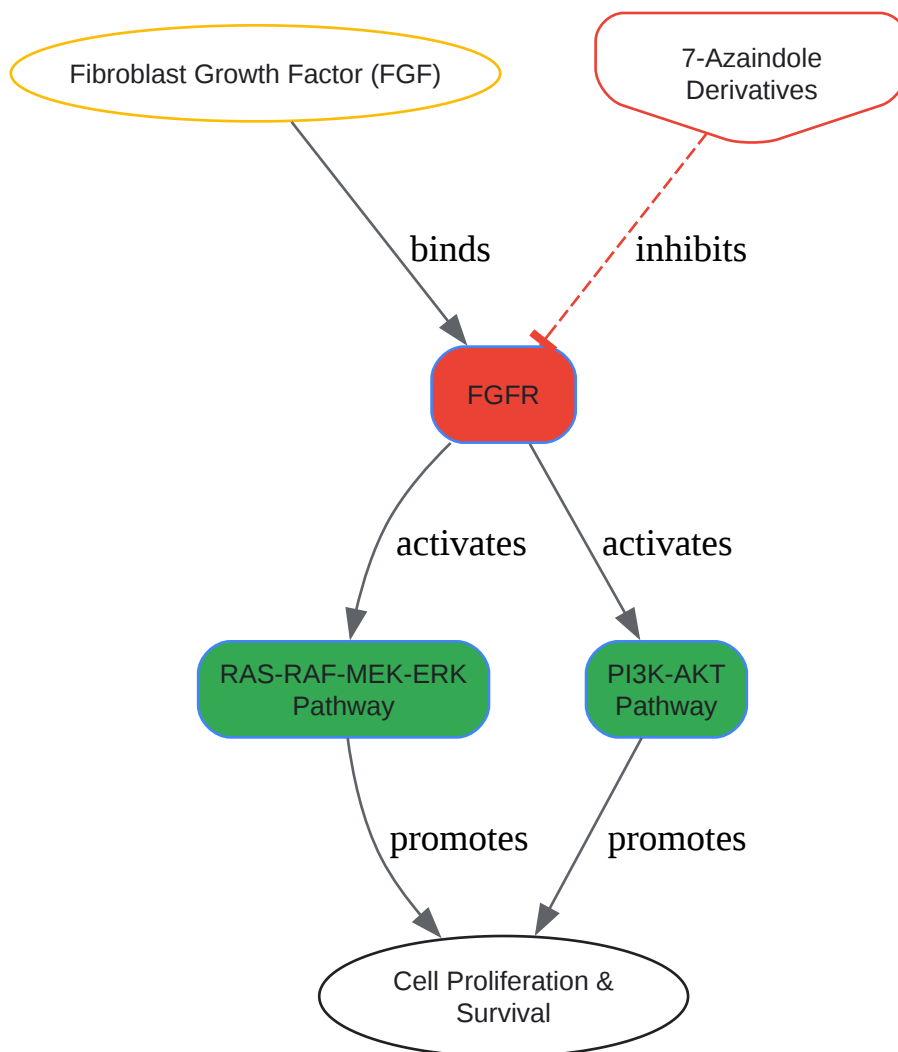 Fibroblast Growth Factor (FGF)
7-Azaindole
Derivatives
binds
inhibits
FGFR
activates
activates
RAS-RAF-MEK-ERK
Pathway
PI3K-AKT
Pathway
promotes
promotes
Cell Proliferation &
Survival